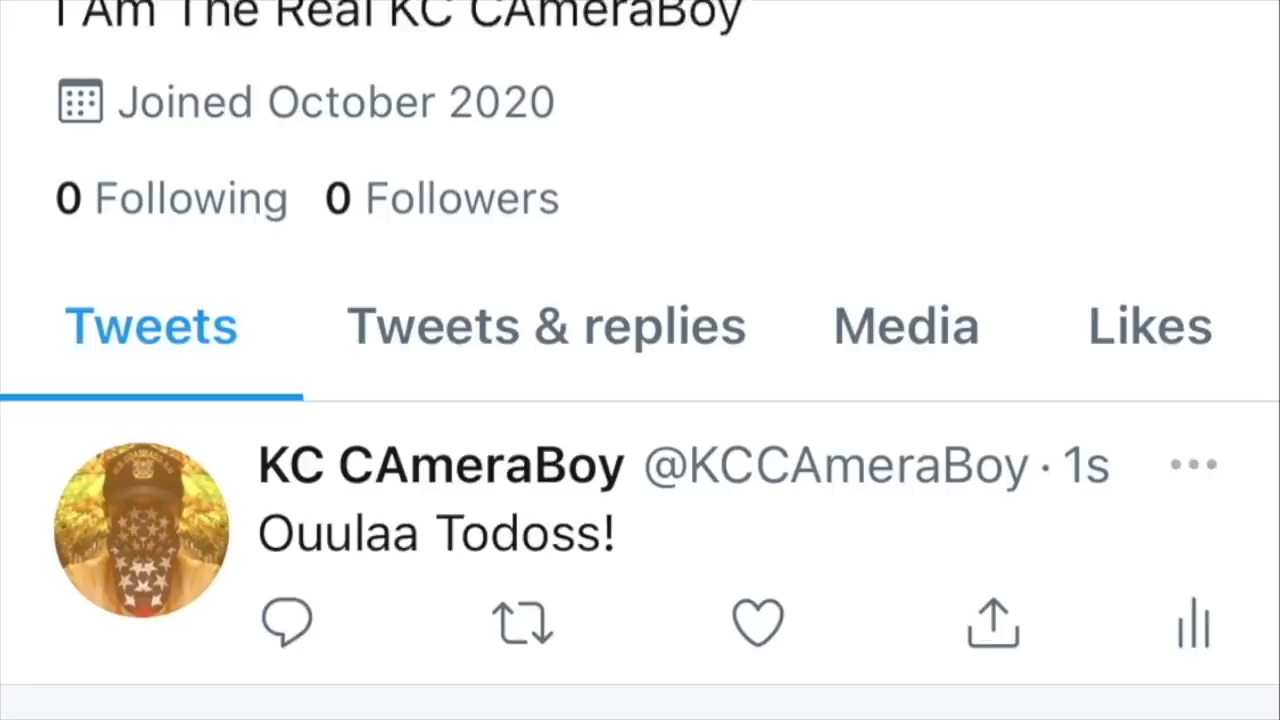 I Am The Real KC CAmeraBoy
Joined October 2020
0 Following 0 Followers
Tweets Tweets & replies Media Likes
KC CAmeraBoy @KCCAmeraBoy · 1s
Ouulaa Todoss!